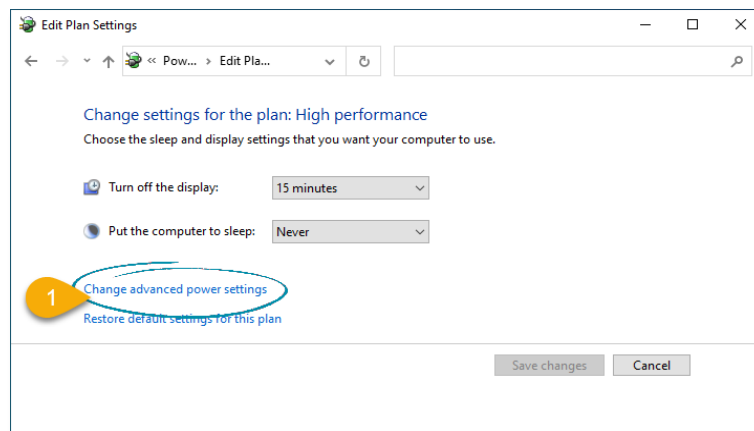 Edit Plan Settings
« Pow... › Edit Pla...
Change settings for the plan: High performance
Choose the sleep and display settings that you want your computer to use.
Turn off the display: 15 minutes
Put the computer to sleep: Never
1 Change advanced power settings
Restore default settings for this plan
Save changes Cancel